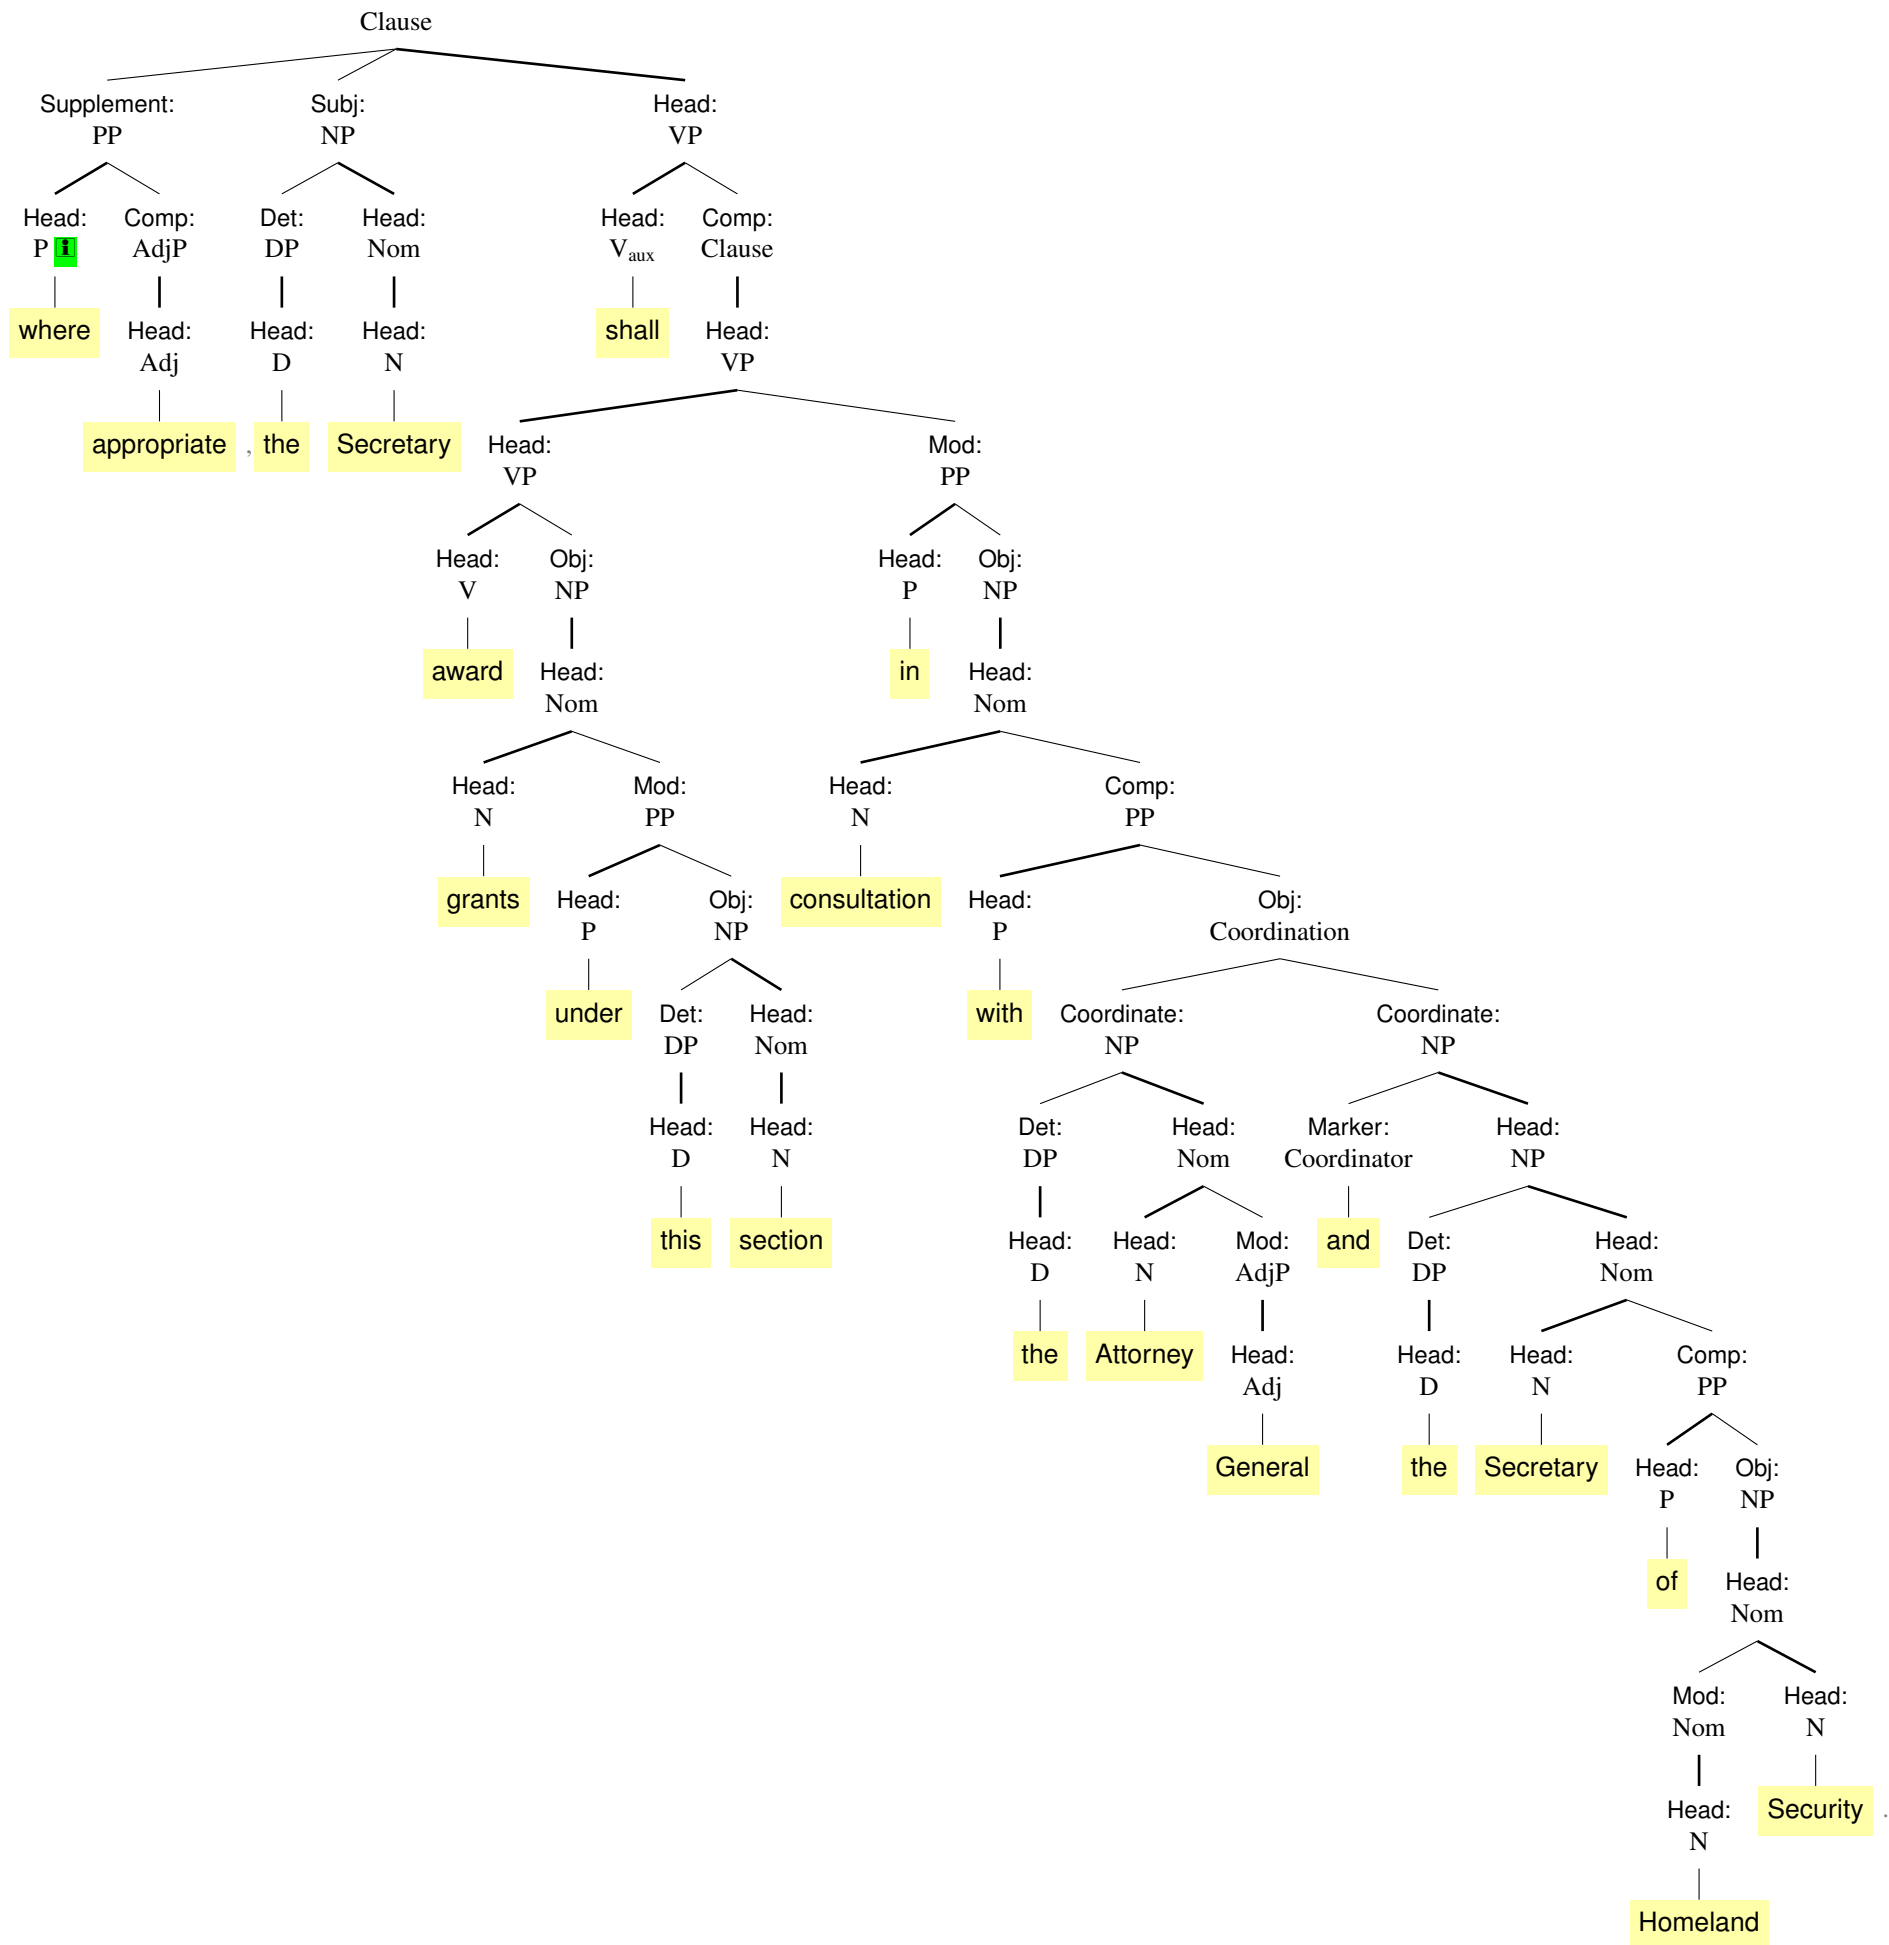 Clause
Supplement: Subj: Head:
PP NP VP
Head: Comp: Det: Head: Head: Comp:
P i AdjP DP Nom Vaux Clause
where Head: Head: Head: shall Head:
Adj D N VP
appropriate , the Secretary Head: Mod:
VP PP
Head: Obj: Head: Obj:
V NP P NP
award Head: in Head:
Nom Nom
Head: Mod: Head: Comp:
N PP N PP
grants Head: Obj: consultation Head: Obj:
P NP P Coordination
under Det: Head: with Coordinate: Coordinate:
DP Nom NP NP
Head: Head: Det: Head: Marker: Head:
D N DP Nom Coordinator NP
this section Head: Head: Mod: and Det: Head:
D N AdjP DP Nom
the Attorney Head: Head: Head: Comp:
Adj D N PP
General the Secretary Head: Obj:
P NP
of Head:
Nom
Mod: Head:
Nom N
Head: Security .
N
Homeland